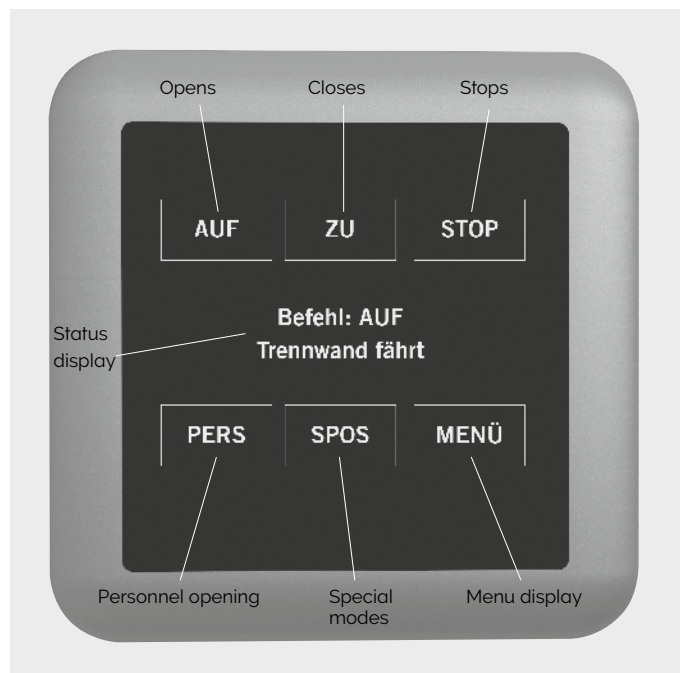 Opens Closes Stops
AUF ZU STOP
Befehl: AUF
Trennwand fährt
Status
display
PERS SPOS MENÜ
Personnel opening Special Menu display
modes